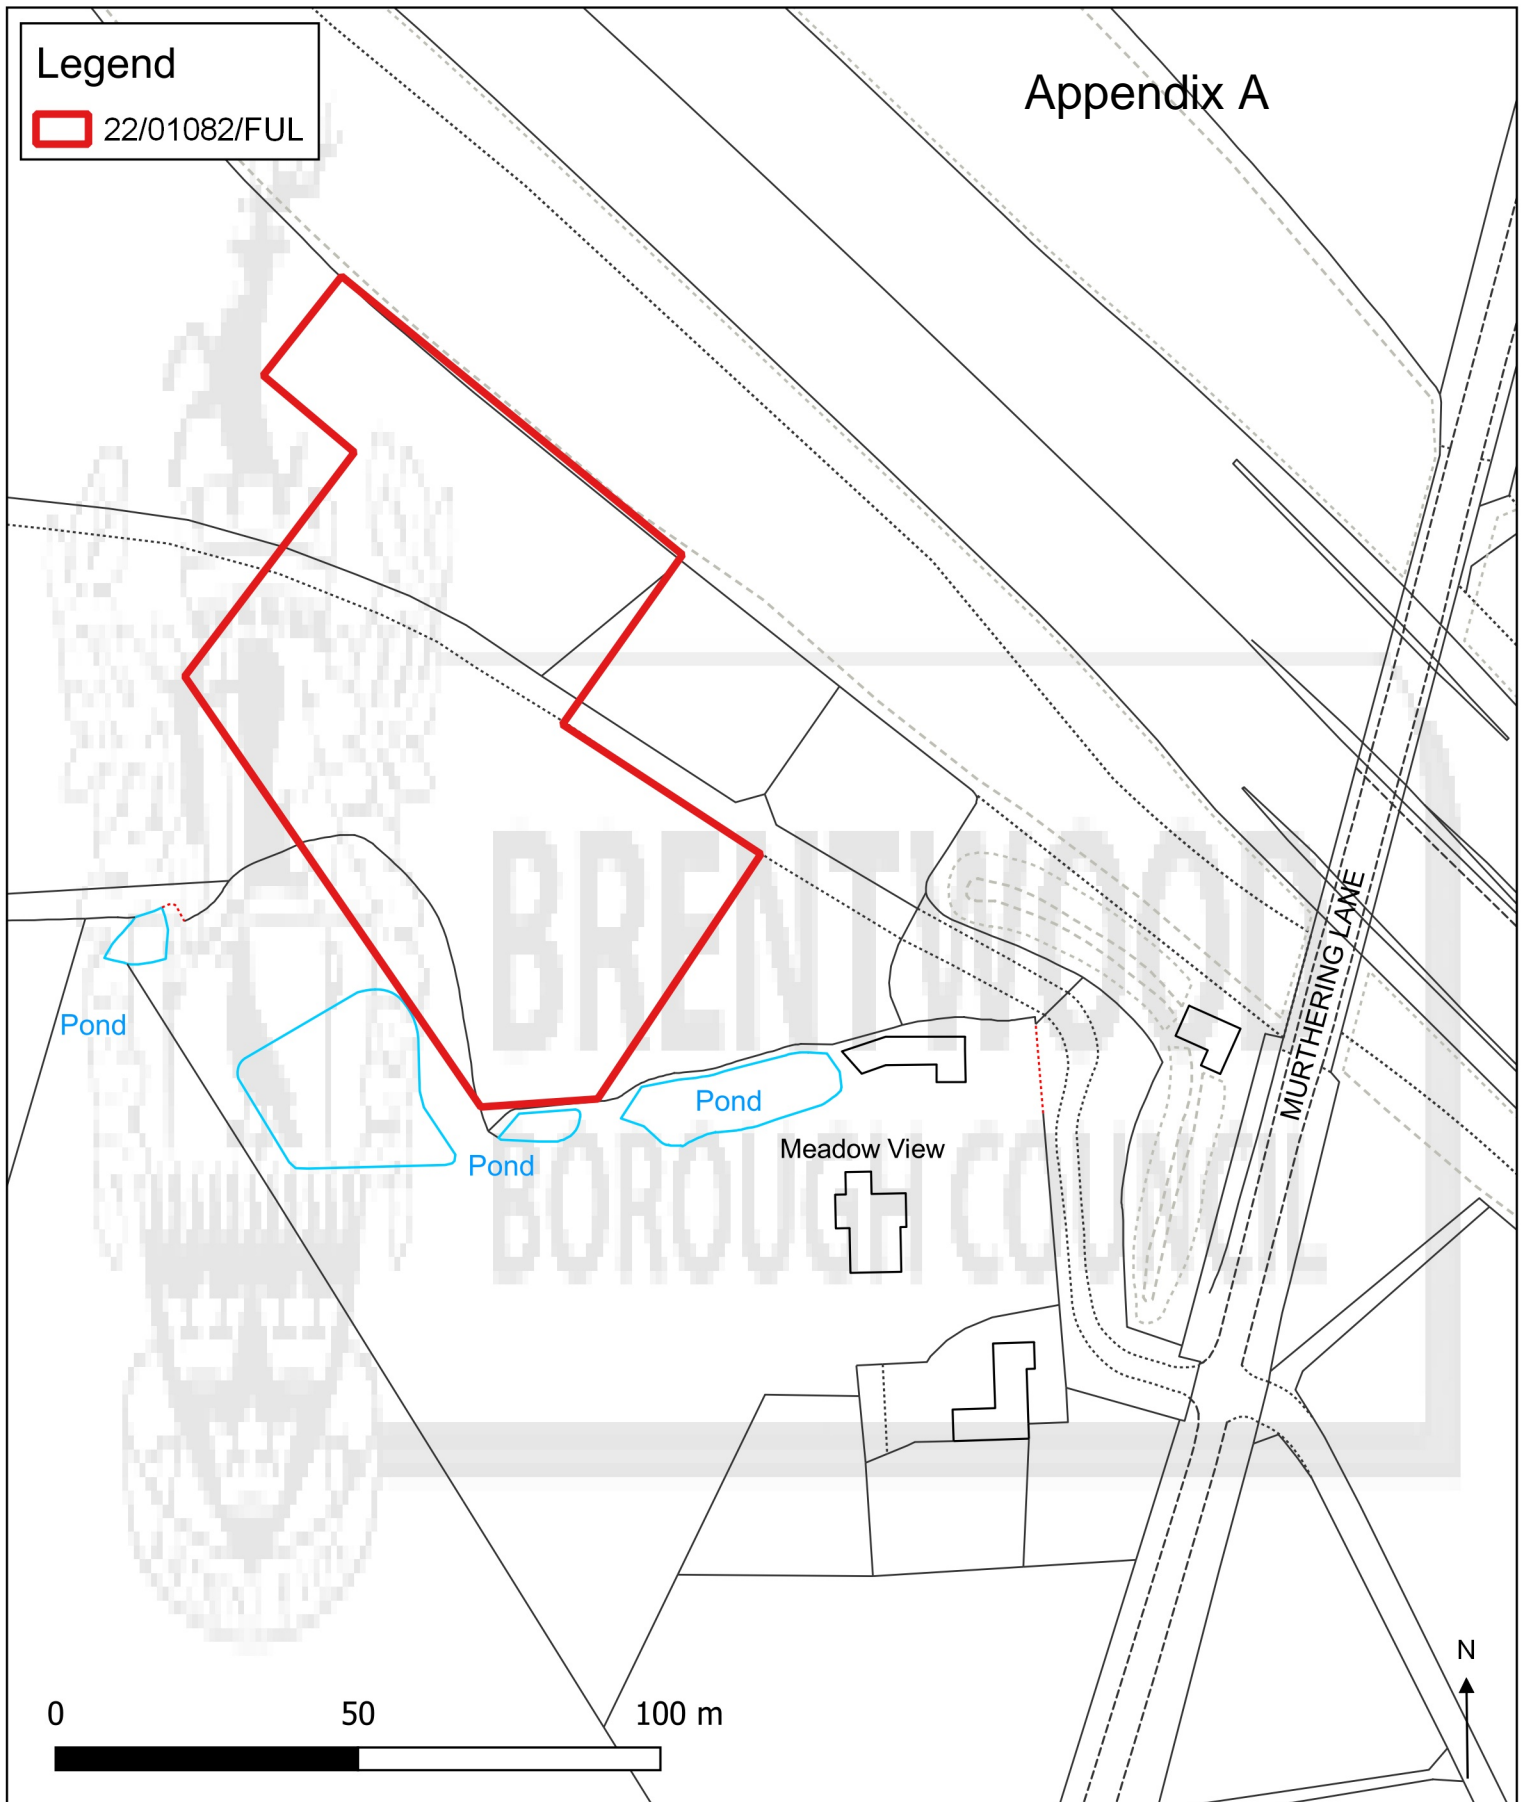 Legend
22/01082/FUL
Appendix A
BRENTWOOD
MURTHERING LANE
Pond
Pond
Pond
Meadow View
BOROUGH COUNCIL
N
0 50 100 m